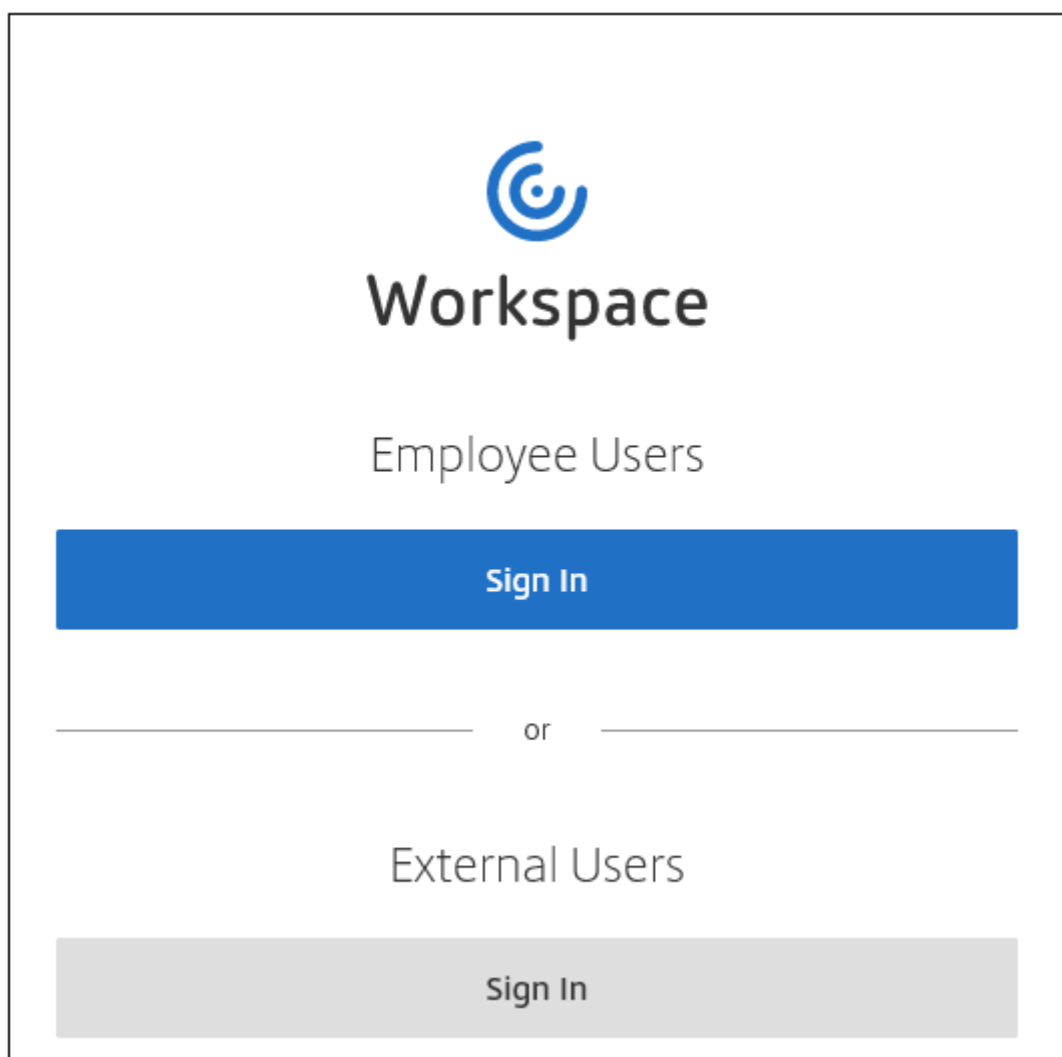 Workspace
Employee Users
Sign In
or
External Users
Sign In